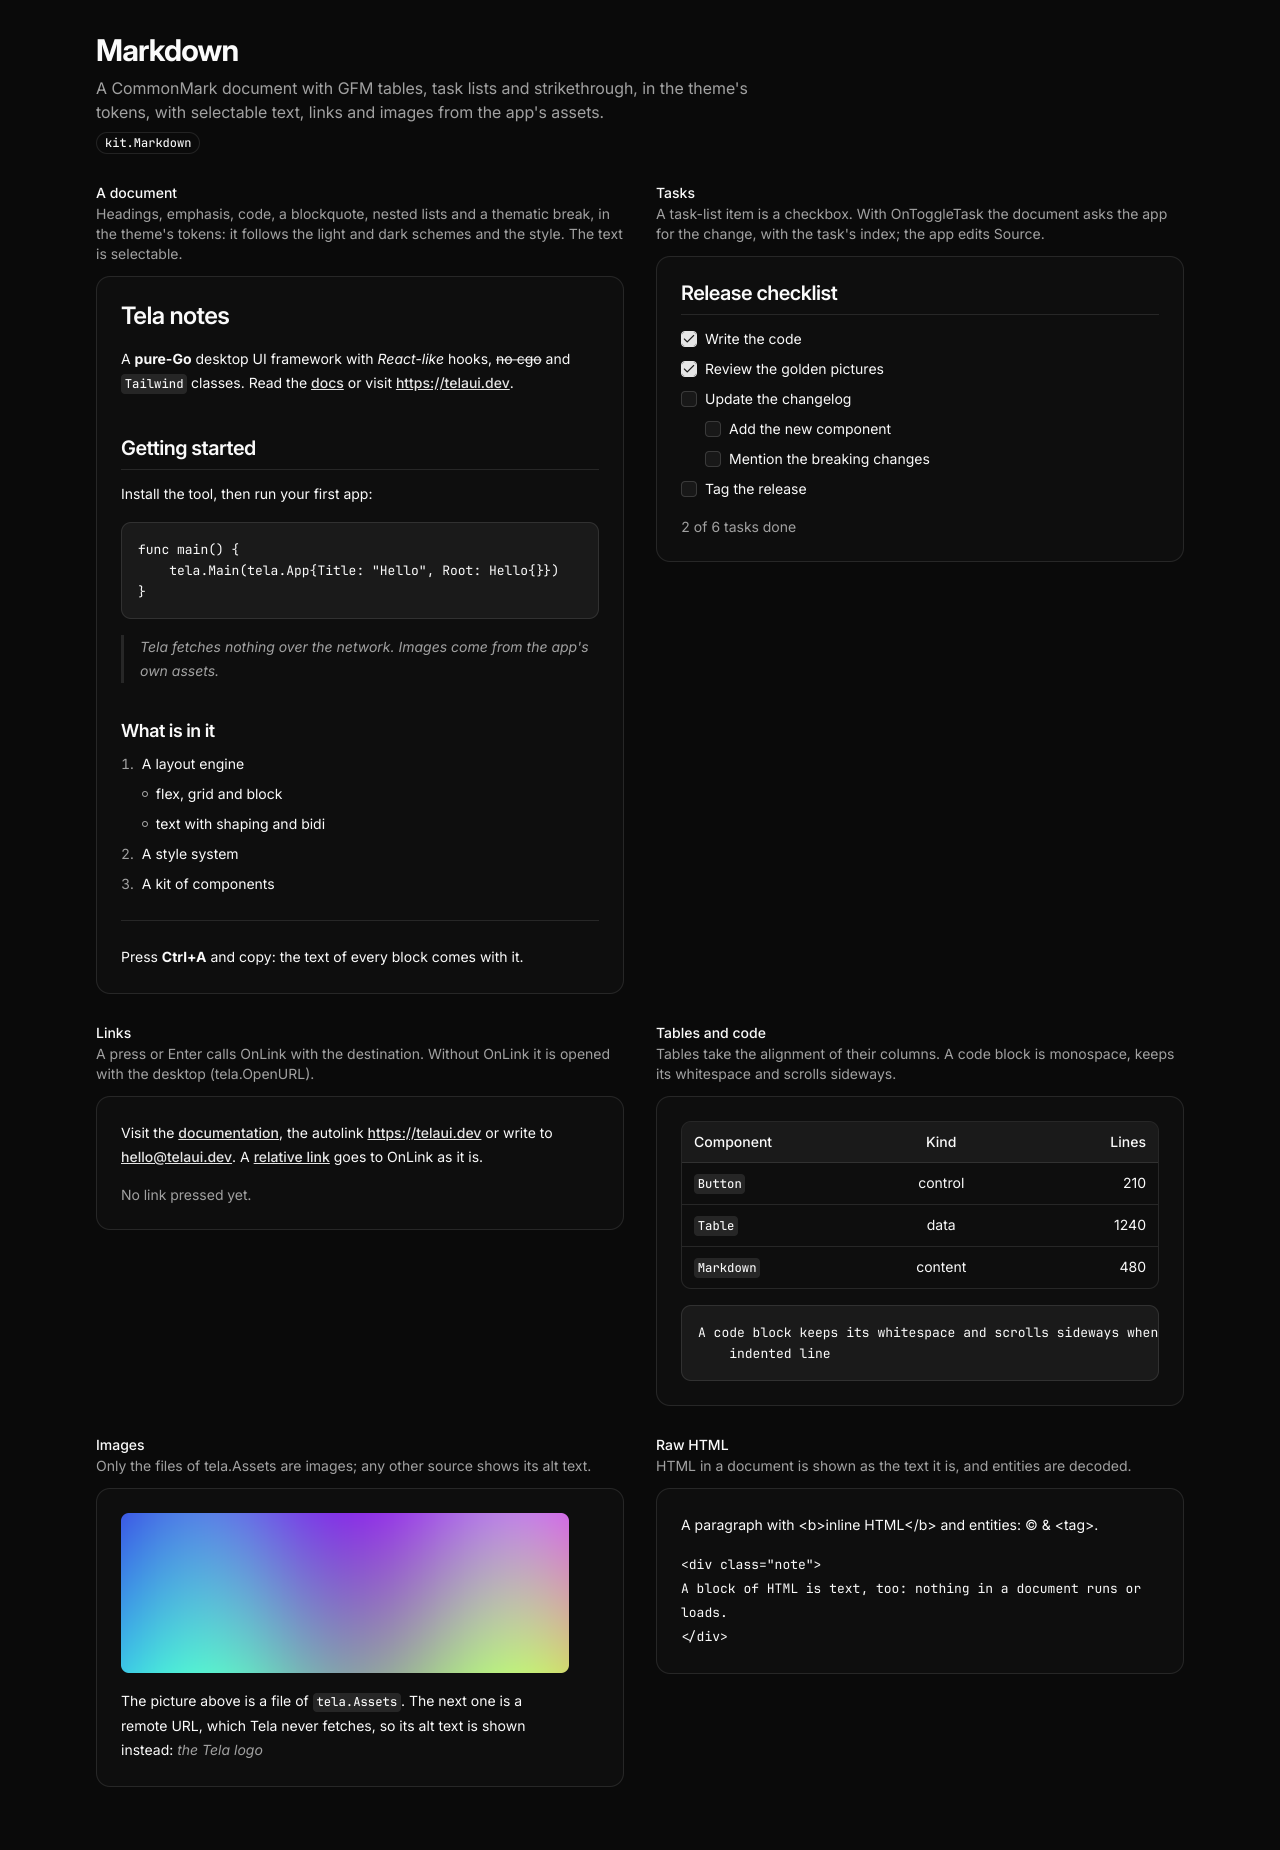 Markdown
A CommonMark document with GFM tables, task lists and strikethrough, in the theme's
tokens, with selectable text, links and images from the app's assets.
kit.Markdown
A document
Headings, emphasis, code, a blockquote, nested lists and a thematic break, in
the theme's tokens: it follows the light and dark schemes and the style. The text
is selectable.
Tela notes
A pure-Go desktop UI framework with React-like hooks, no cgo and
Tailwind classes. Read the docs or visit https://telaui.dev.
Getting started
Install the tool, then run your first app:
func main() {
    tela.Main(tela.App{Title: "Hello", Root: Hello{}})
}
Tela fetches nothing over the network. Images come from the app's
own assets.
What is in it
1. A layout engine
flex, grid and block
text with shaping and bidi
2. A style system
3. A kit of components
Press Ctrl+A and copy: the text of every block comes with it.
Tasks
A task-list item is a checkbox. With OnToggleTask the document asks the app
for the change, with the task's index; the app edits Source.
Release checklist
Write the code
Review the golden pictures
Update the changelog
Add the new component
Mention the breaking changes
Tag the release
2 of 6 tasks done
Links
A press or Enter calls OnLink with the destination. Without OnLink it is opened
with the desktop (tela.OpenURL).
Visit the documentation, the autolink https://telaui.dev or write to
hello@telaui.dev. A relative link goes to OnLink as it is.
No link pressed yet.
Tables and code
Tables take the alignment of their columns. A code block is monospace, keeps
its whitespace and scrolls sideways.
Component Kind Lines
Button control 210
Table data 1240
Markdown content 480
A code block keeps its whitespace and scrolls sideways when
    indented line
Images
Only the files of tela.Assets are images; any other source shows its alt text.
The picture above is a file of tela.Assets. The next one is a
remote URL, which Tela never fetches, so its alt text is shown
instead: the Tela logo
Raw HTML
HTML in a document is shown as the text it is, and entities are decoded.
A paragraph with <b>inline HTML</b> and entities: © & <tag>.
<div class="note">
A block of HTML is text, too: nothing in a document runs or
loads.
</div>